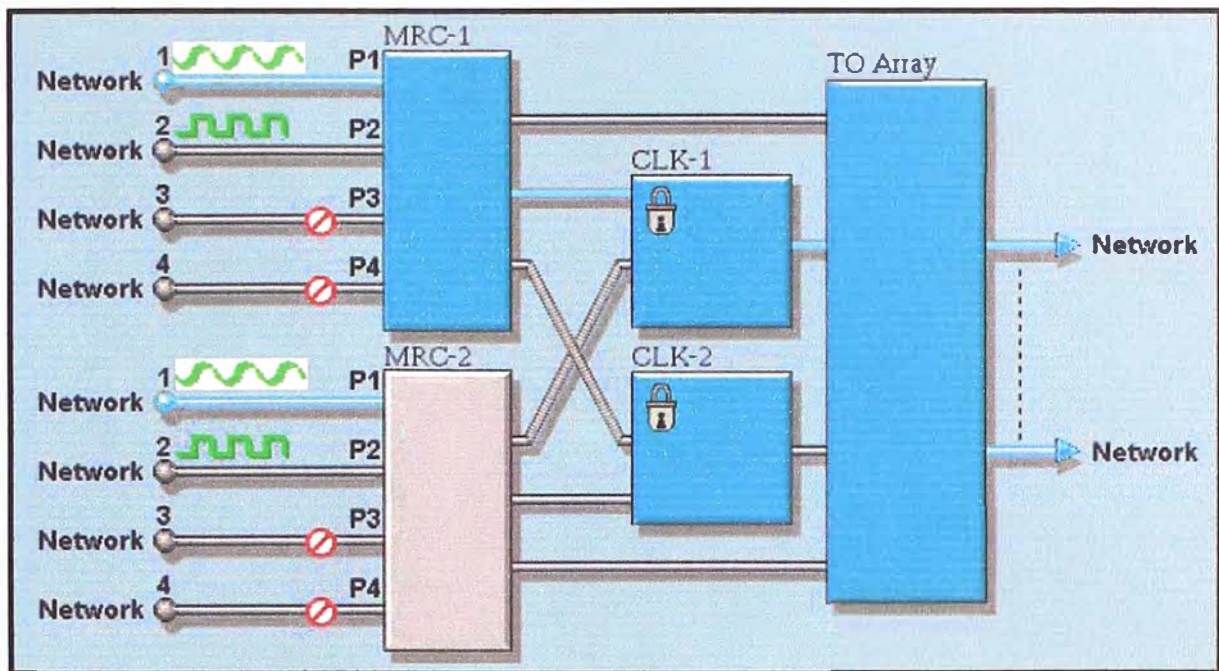 MRC-1
TO Array
1
P1
Network
2
P2
Network
3
P3
Network
4
P4
Network
CLK-1
Network
MRC-2
CLK-2
1
P1
Network
2
P2
Network
Network
3
P3
Network
4
P4
Network